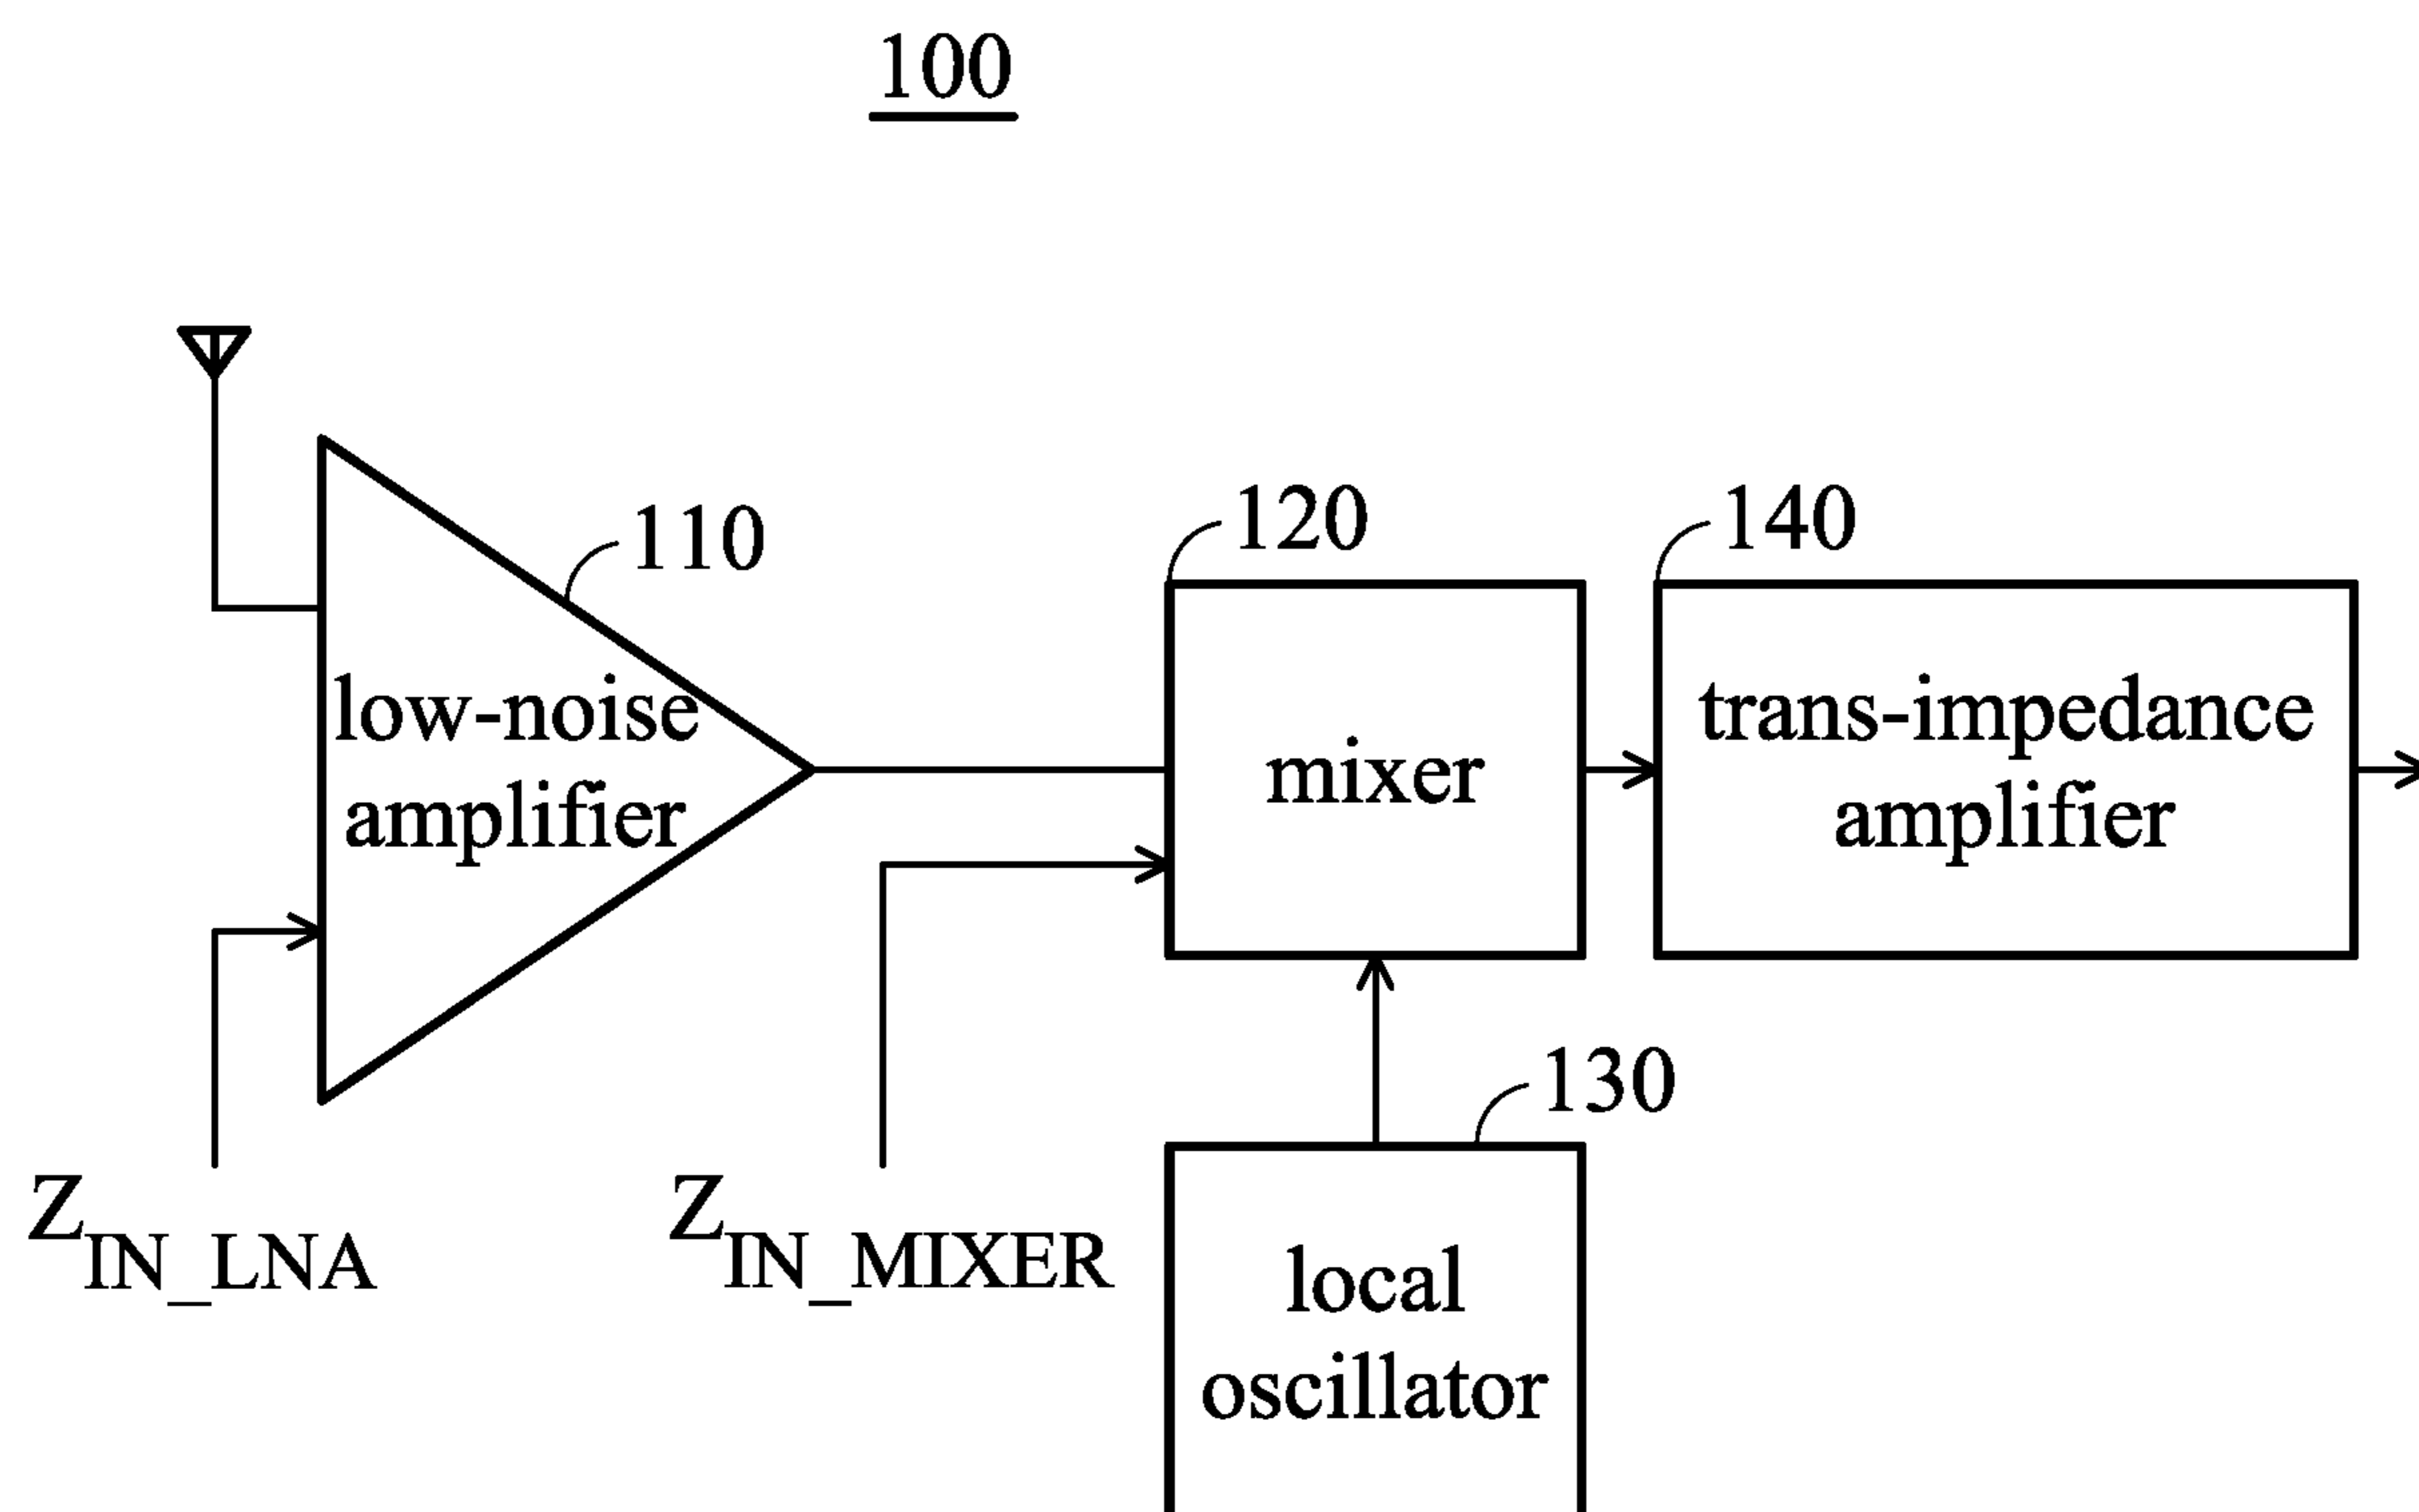 100
110
120
140
low-noise
amplifier
mixer
trans-impedance
amplifier
130
Z_IN_LNA
Z_IN_MIXER
local
oscillator